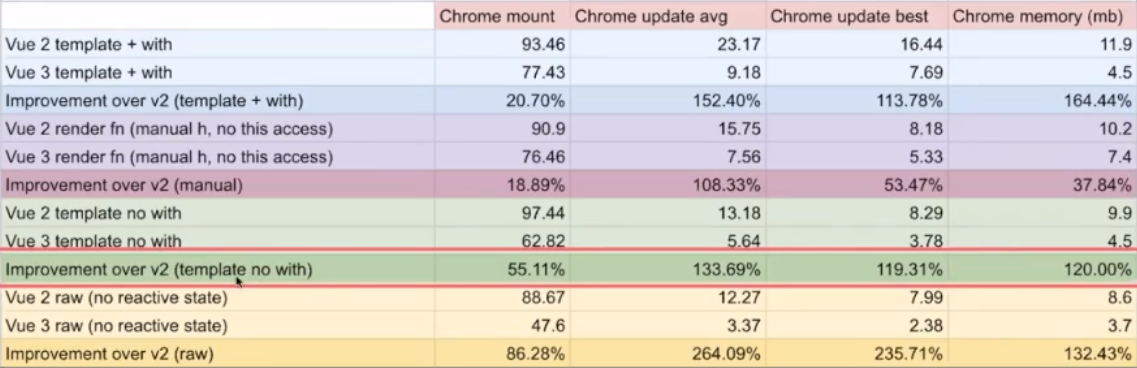 Chrome mount Chrome update avg Chrome update best Chrome memory (mb)
Vue 2 template + with 93.46 23.17 16.44 11.9
Vue 3 template + with 77.43 9.18 7.69 4.5
Improvement over v2 (template + with) 20.70% 152.40% 113.78% 164.44%
Vue 2 render fn (manual h, no this access) 90.9 15.75 8.18 10.2
Vue 3 render fn (manual h, no this access) 76.46 7.56 5.33 7.4
Improvement over v2 (manual) 18.89% 108.33% 53.47% 37.84%
Vue 2 template no with 97.44 13.18 8.29 9.9
Vue 3 template no with 62.82 5.64 3.78 4.5
Improvement over v2 (template no with) 55.11% 133.69% 119.31% 120.00%
Vue 2 raw (no reactive state) 88.67 12.27 7.99 8.6
Vue 3 raw (no reactive state) 47.6 3.37 2.38 3.7
Improvement over v2 (raw) 86.28% 264.09% 235.71% 132.43%